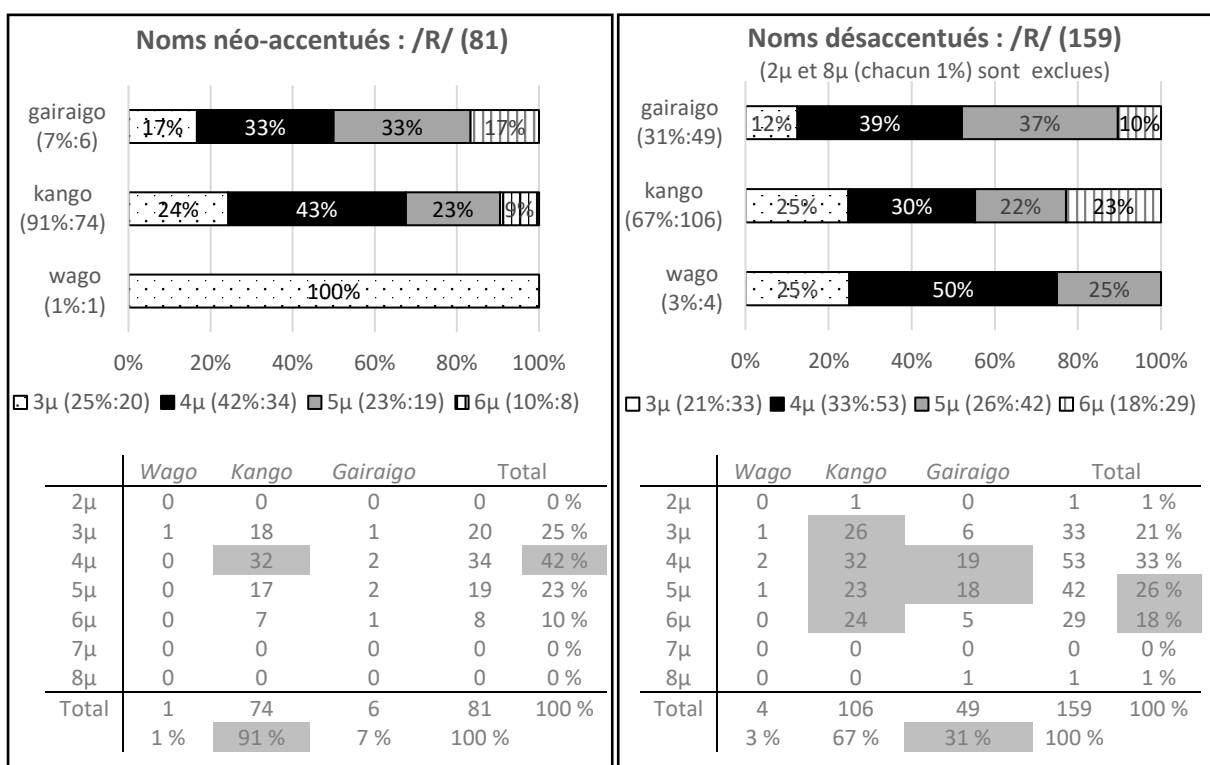 Noms néo-accentués : /R/ (81)
gairaigo
(7%:6)
17% 33% 33% 17%
kango
(91%:74)
24% 43% 23% 9%
wago
(1%:1)
100%
0% 20% 40% 60% 80% 100%
3µ (25%:20) 4µ (42%:34) 5µ (23%:19) 6µ (10%:8)
Wago Kango Gairaigo Total
2µ 0 0 0 0 0 %
3µ 1 18 1 20 25 %
4µ 0 32 2 34 42 %
5µ 0 17 2 19 23 %
6µ 0 7 1 8 10 %
7µ 0 0 0 0 0 %
8µ 0 0 0 0 0 %
Total 1 74 6 81 100 %
1 % 91 % 7 % 100 %
Noms désaccentués : /R/ (159)
(2µ et 8µ (chacun 1%) sont exclues)
gairaigo
(31%:49)
12% 39% 37% 10%
kango
(67%:106)
25% 30% 22% 23%
wago
(3%:4)
25% 50% 25%
0% 20% 40% 60% 80% 100%
3µ (21%:33) 4µ (33%:53) 5µ (26%:42) 6µ (18%:29)
Wago Kango Gairaigo Total
2µ 0 1 0 1 1 %
3µ 1 26 6 33 21 %
4µ 2 32 19 53 33 %
5µ 1 23 18 42 26 %
6µ 0 24 5 29 18 %
7µ 0 0 0 0 0 %
8µ 0 0 1 1 1 %
Total 4 106 49 159 100 %
3 % 67 % 31 % 100 %